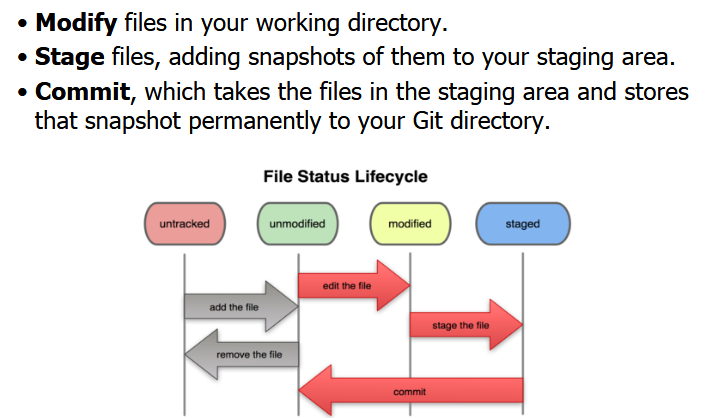 • Modify files in your working directory.
• Stage files, adding snapshots of them to your staging area.
• Commit, which takes the files in the staging area and stores
that snapshot permanently to your Git directory.
File Status Lifecycle
untracked
unmodified
modified
staged
edit the file
add the file
stage the file
remove the file
commit